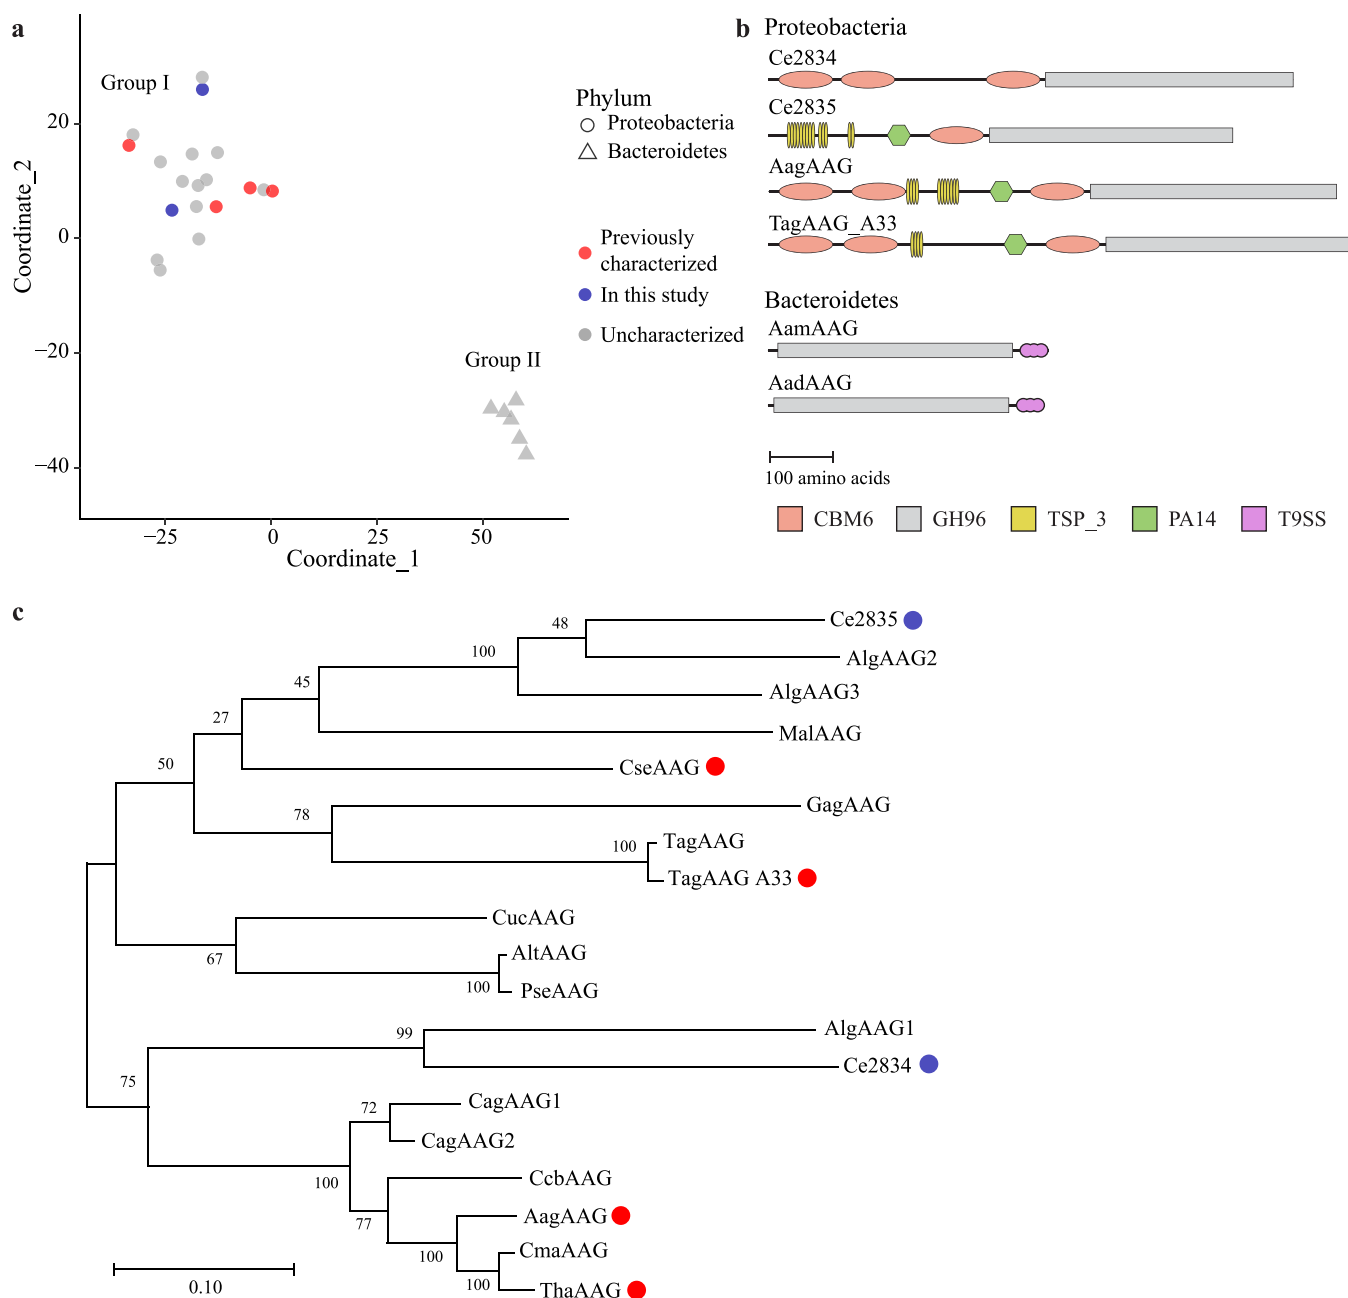 a
Group I
20
0
−20
−40
Coordinate_2
−25
0
25
50
Coordinate_1
Group II
Phylum
Proteobacteria
Bacteroidetes
Previously
characterized
In this study
Uncharacterized
b
Proteobacteria
Ce2834
Ce2835
AagAAG
TagAAG_A33
Bacteroidetes
AamAAG
AadAAG
100 amino acids
CBM6
GH96
TSP_3
PA14
T9SS
c
48
Ce2835
100
AlgAAG2
45
AlgAAG3
27
MalAAG
50
CseAAG
78
GagAAG
100
TagAAG
TagAAG A33
CucAAG
67
AltAAG
100
PseAAG
99
AlgAAG1
Ce2834
75
72
CagAAG1
CagAAG2
100
CcbAAG
77
AagAAG
100
CmaAAG
100
ThaAAG
0.10